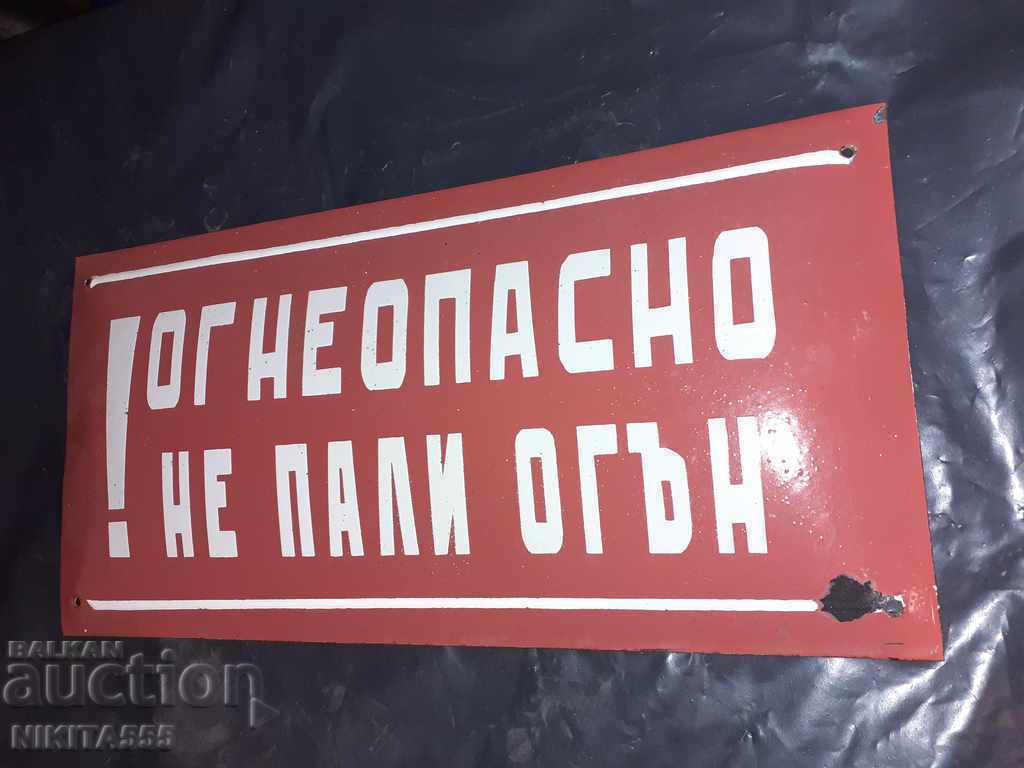 ! ОГНЕОПАСНО
НЕ ПАЛИ ОГЪН
BALKAN
auction
NIKITA555